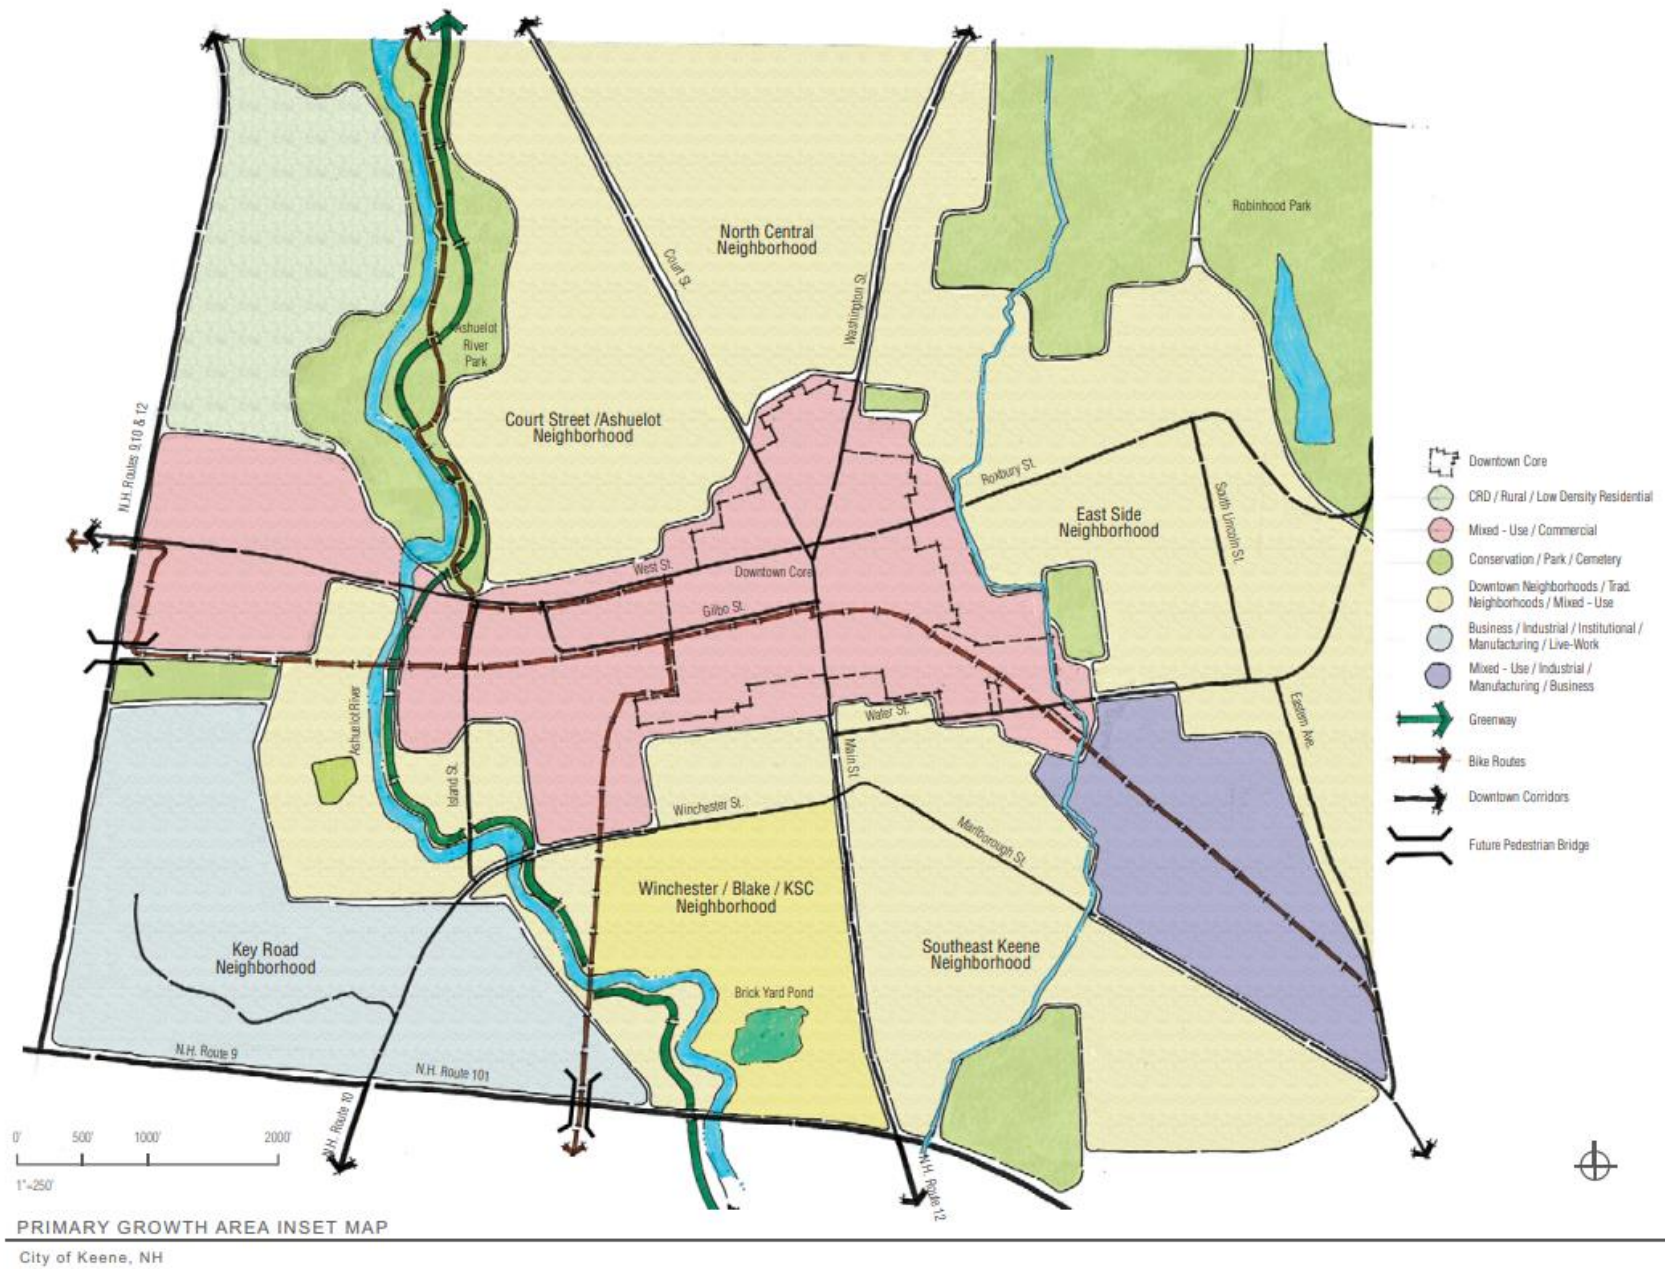 North Central
Neighborhood
Robinhood Park
Court St.
Washington St.
Ashuelot
River
Park
Court Street /Ashuelot
Neighborhood
N.H. Routes 9,10 & 12
Roxbury St.
South Lincoln St.
East Side
Neighborhood
West St.
Downtown Core
Gilbo St.
Ashuelot River
Island St.
Water St.
Main St.
Eastern Ave.
Winchester St.
Marlborough St.
Winchester / Blake / KSC
Neighborhood
Key Road
Neighborhood
Southeast Keene
Neighborhood
Brick Yard Pond
N.H. Route 9
N.H. Route 101
N.H. Route 10
N.H. Route 12
Downtown Core
CRD / Rural / Low Density Residential
Mixed - Use / Commercial
Conservation / Park / Cemetery
Downtown Neighborhoods / Trad.
Neighborhoods / Mixed - Use
Business / Industrial / Institutional /
Manufacturing / Live-Work
Mixed - Use / Industrial /
Manufacturing / Business
Greenway
Bike Routes
Downtown Corridors
Future Pedestrian Bridge
0' 500' 1000' 2000'
1"=250'
PRIMARY GROWTH AREA INSET MAP
City of Keene, NH